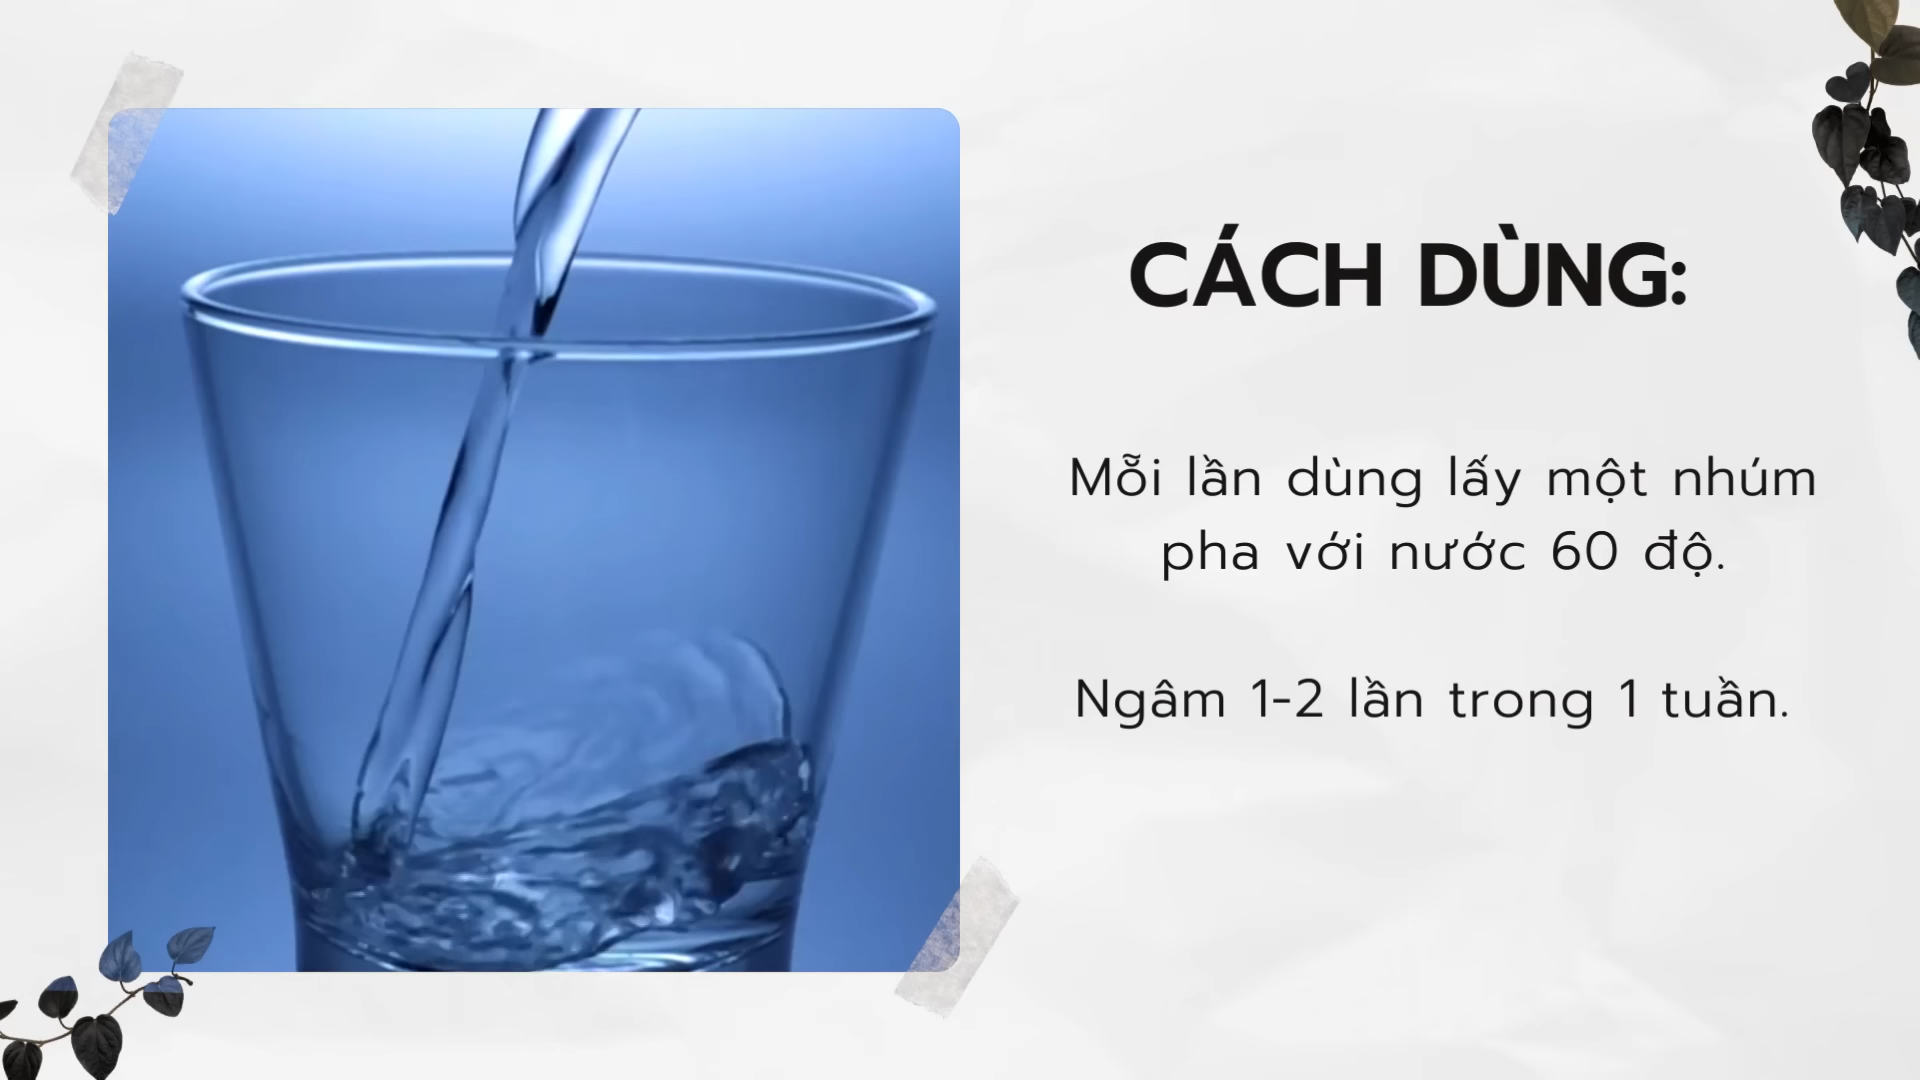 CÁCH DÙNG:
Mỗi lần dùng lấy một nhúm
pha với nước 60 độ.
Ngâm 1-2 lần trong 1 tuần.